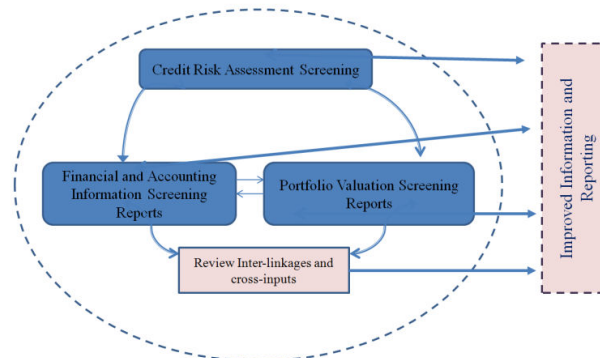 Credit Risk Assessment Screening
Financial and Accounting
Information Screening
Reports
Portfolio Valuation Screening
Reports
Review Inter-linkages and
cross-inputs
Improved Information and
Reporting